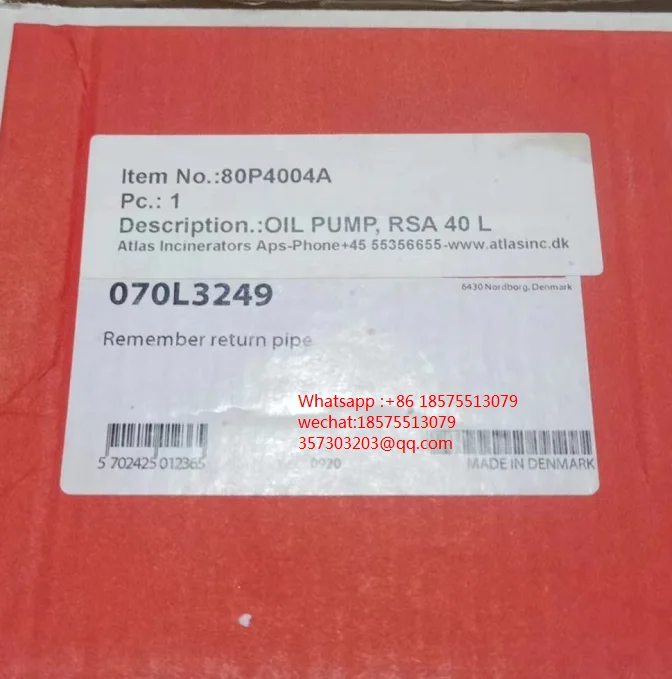 Item No.:80P4004A
Pc.: 1
Description.:OIL PUMP, RSA 40 L
Atlas Incinerators Aps-Phone+45 55356655-www.atlasinc.dk
070L3249
6430 Nordborg, Denmark
Remember return pipe
Whatsapp :+86 18575513079
wechat:18575513079
357303203@qq.com
5 702425 012365
0920
MADE IN DENMARK